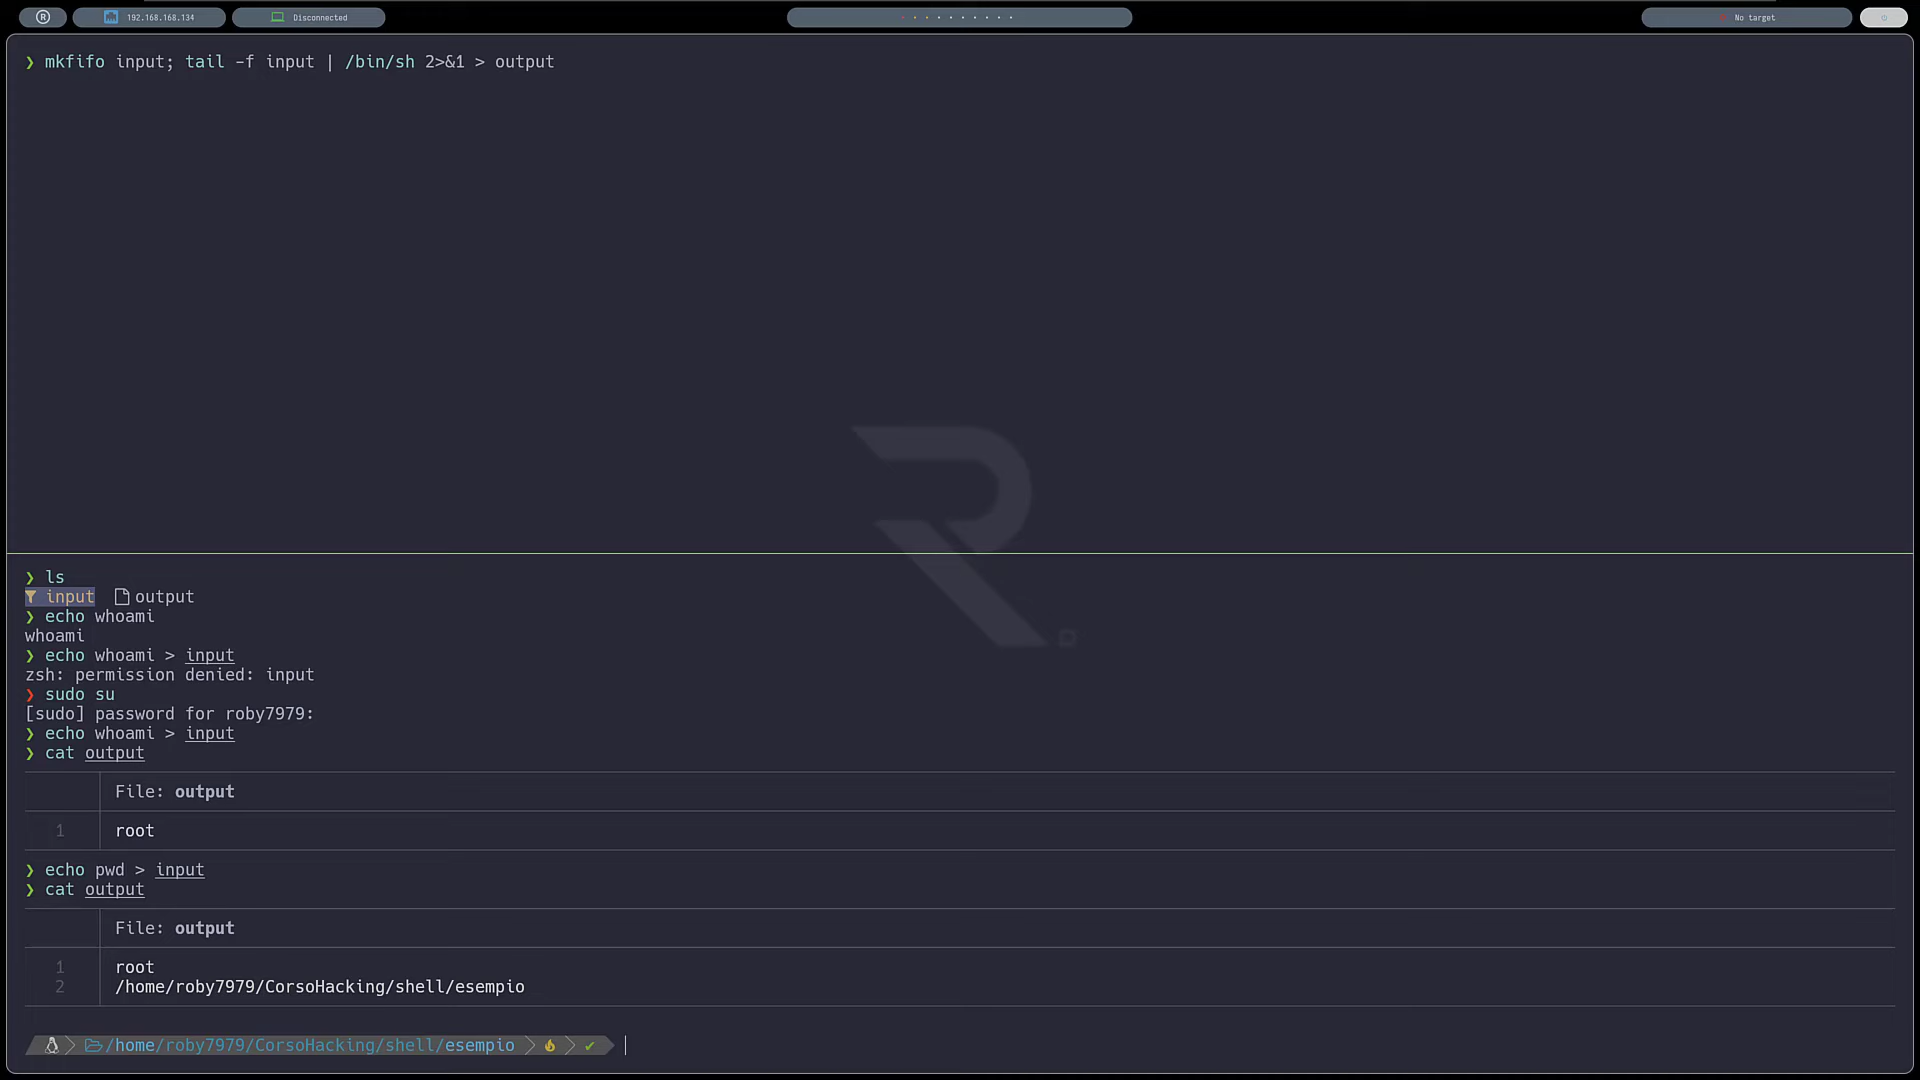 R 192.168.168.134 Disconnected No target
❯ mkfifo input; tail -f input | /bin/sh 2>&1 > output
❯ ls
input output
❯ echo whoami
whoami
❯ echo whoami > input
zsh: permission denied: input
❯ sudo su
[sudo] password for roby7979:
❯ echo whoami > input
❯ cat output
File: output
1 root
❯ echo pwd > input
❯ cat output
File: output
1 root
2 /home/roby7979/CorsoHacking/shell/esempio
/home/roby7979/CorsoHacking/shell/esempio ✔